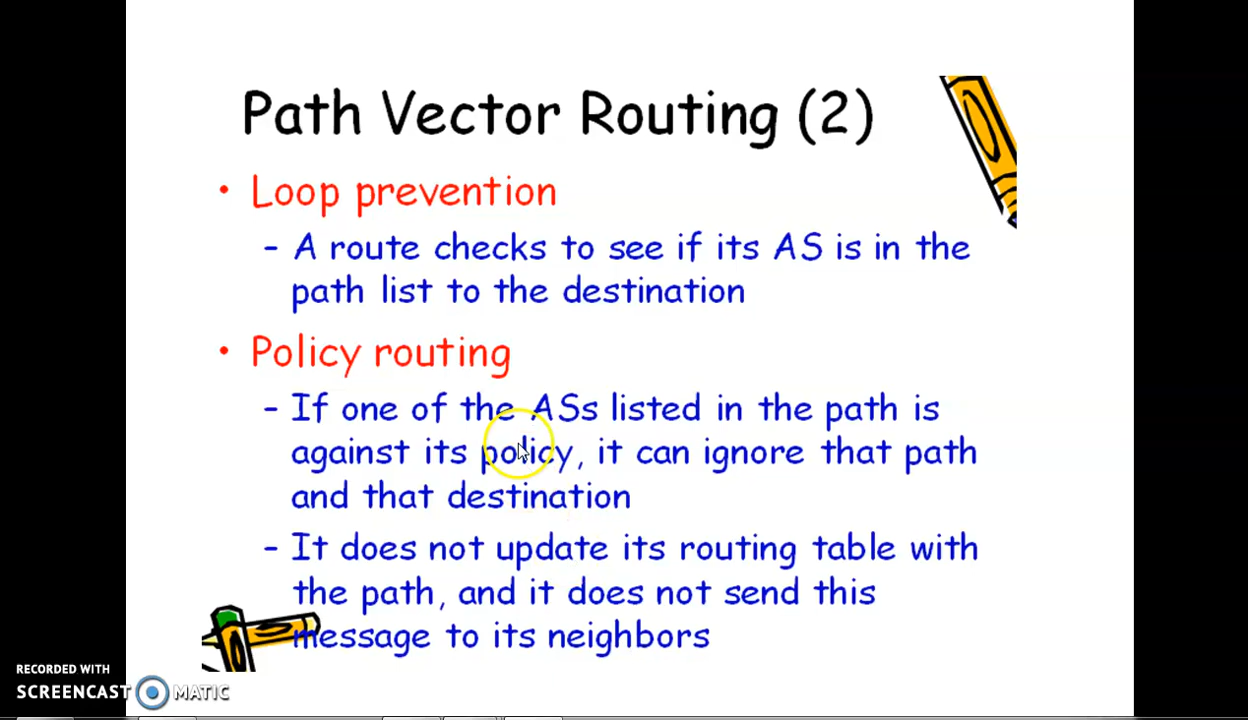 Path Vector Routing (2)
• Loop prevention
– A route checks to see if its AS is in the
path list to the destination
• Policy routing
– If one of the ASs listed in the path is
against its policy, it can ignore that path
and that destination
– It does not update its routing table with
the path, and it does not send this
message to its neighbors
RECORDED WITH
SCREENCAST MATIC